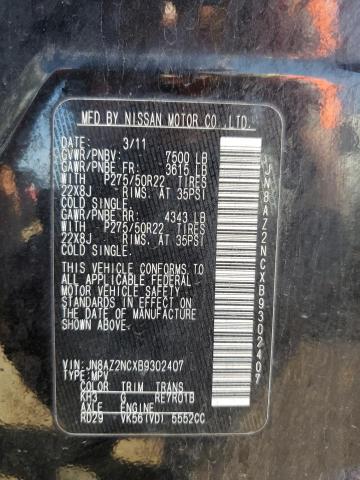 MFD BY NISSAN MOTOR CO.,LTD.
DATE: 3/11
GVWR/PNBV: 7500 LB
GAWR/PNBE FR: 3615 LB
WITH P275/50R22 TIRES
22X8J RIMS, AT 35PSI
COLD SINGLE
GAWR/PNBE RR: 4343 LB
WITH P275/50R22 TIRES
22X8J RIMS, AT 35PSI
COLD SINGLE
THIS VEHICLE CONFORMS TO
ALL APPLICABLE FEDERAL
MOTOR VEHICLE SAFETY
STANDARDS IN EFFECT ON
THE DATE OF MANUFACTURE
SHOWN ABOVE.
VIN: JN8AZ2NCXB9302407
TYPE: MPV
COLOR TRIM TRANS
KH3 G RE7R01B
AXLE ENGINE
RD29 VK56(VD) 5552CC
JN8AZ2NCXB9302407